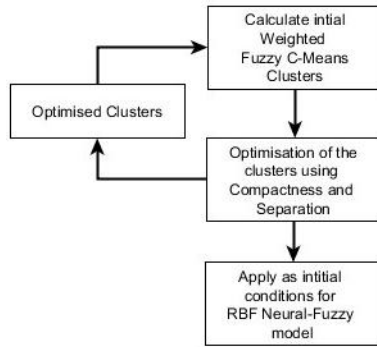 Calculate intial
Weighted
Fuzzy C-Means
Clusters
Optimised Clusters
Optimisation of the
clusters using
Compactness and
Separation
Apply as intitial
conditions for
RBF Neural-Fuzzy
model